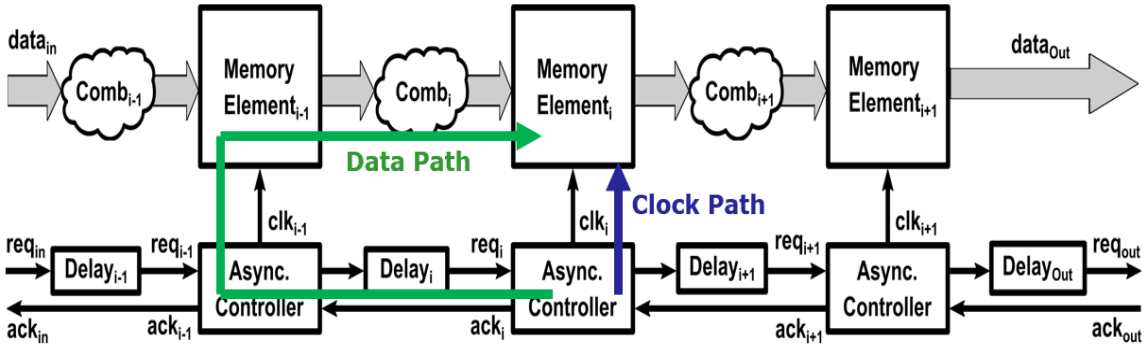 data_in
Comb_i-1
Memory
Element_i-1
Comb_i
Memory
Element_i
Comb_i+1
Memory
Element_i+1
data_Out
Data Path
Clock Path
clk_i-1
clk_i
clk_i+1
req_in
Delay_i-1
req_i-1
Async.
Controller
Delay_i
req_i
Async.
Controller
Delay_i+1
req_i+1
Async.
Controller
Delay_Out
req_out
ack_in
ack_i-1
ack_i
ack_i+1
ack_out